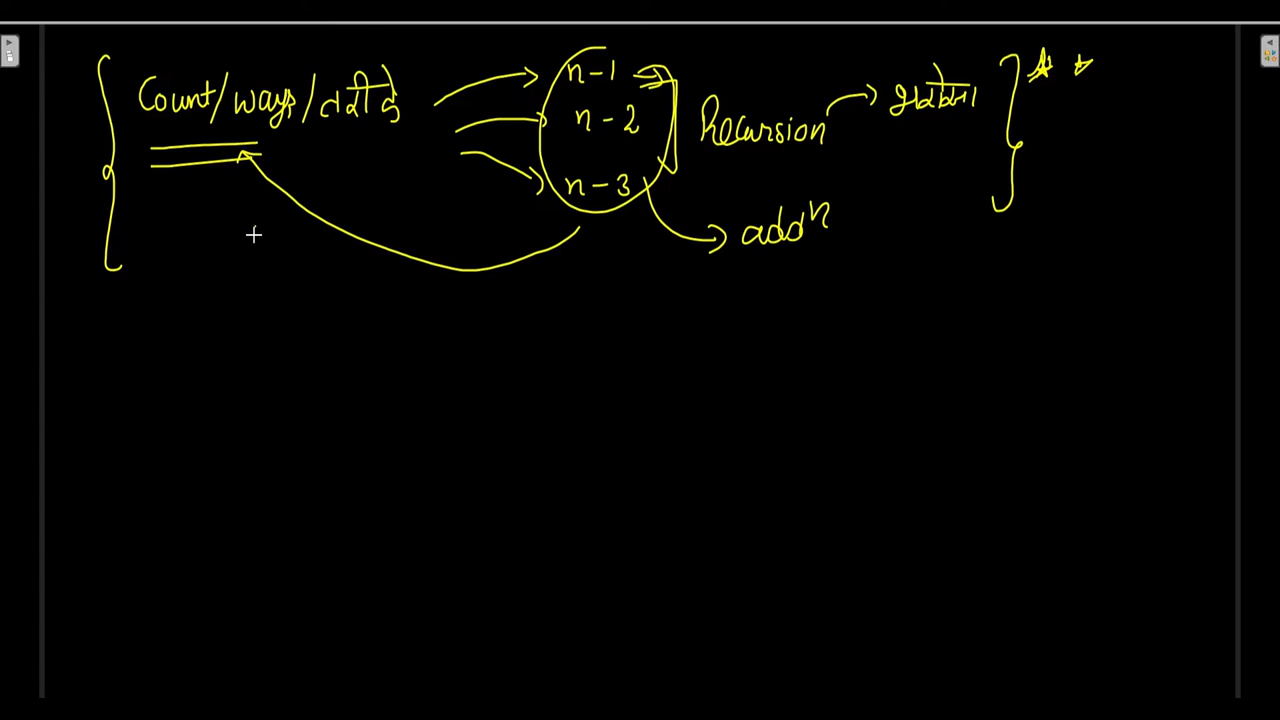 Count/ways/तरीके
n-1
n-2
n-3
Recursion
addn